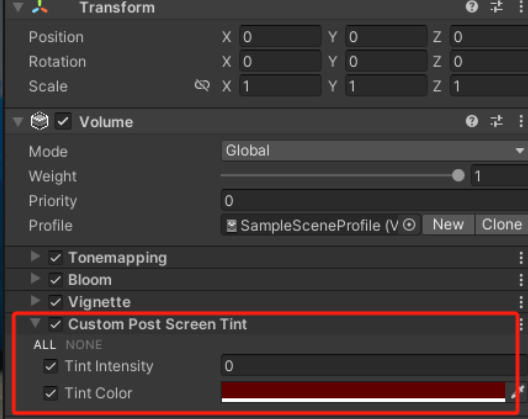 Transform
Position X 0 Y 0 Z 0
Rotation X 0 Y 0 Z 0
Scale X 1 Y 1 Z 1
Volume
Mode Global
Weight 1
Priority 0
Profile SampleSceneProfile (V New Clone
Tonemapping
Bloom
Vignette
Custom Post Screen Tint
ALL NONE
Tint Intensity 0
Tint Color